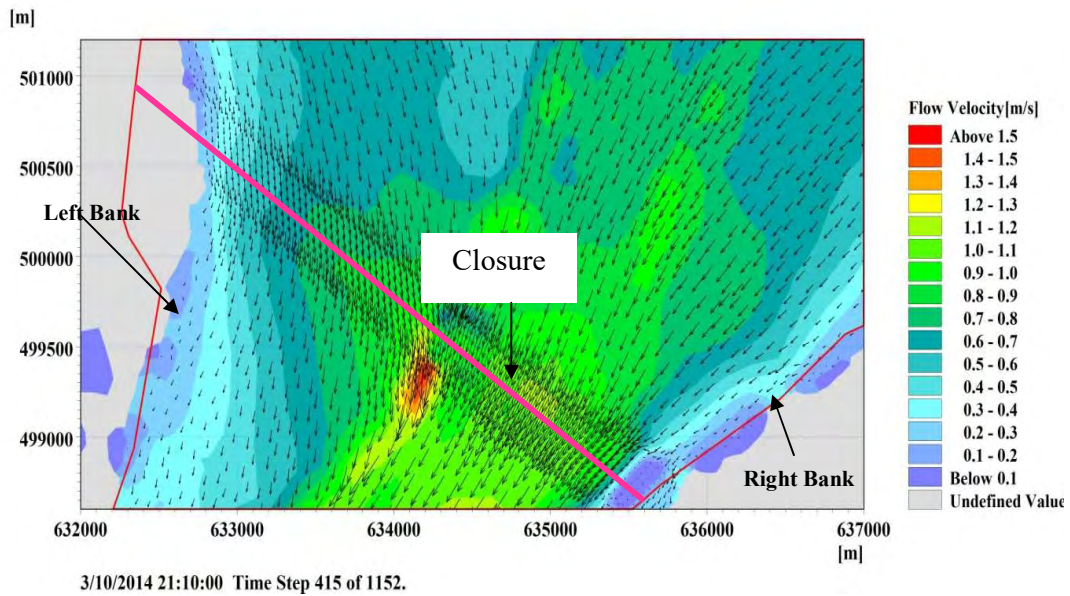 [m]
501000
500500
500000
499500
499000
Left Bank
Closure
Right Bank
632000 633000 634000 635000 636000 637000
[m]
3/10/2014 21:10:00 Time Step 415 of 1152.
Flow Velocity[m/s]
Above 1.5
1.4 - 1.5
1.3 - 1.4
1.2 - 1.3
1.1 - 1.2
1.0 - 1.1
0.9 - 1.0
0.8 - 0.9
0.7 - 0.8
0.6 - 0.7
0.5 - 0.6
0.4 - 0.5
0.3 - 0.4
0.2 - 0.3
0.1 - 0.2
Below 0.1
Undefined Value